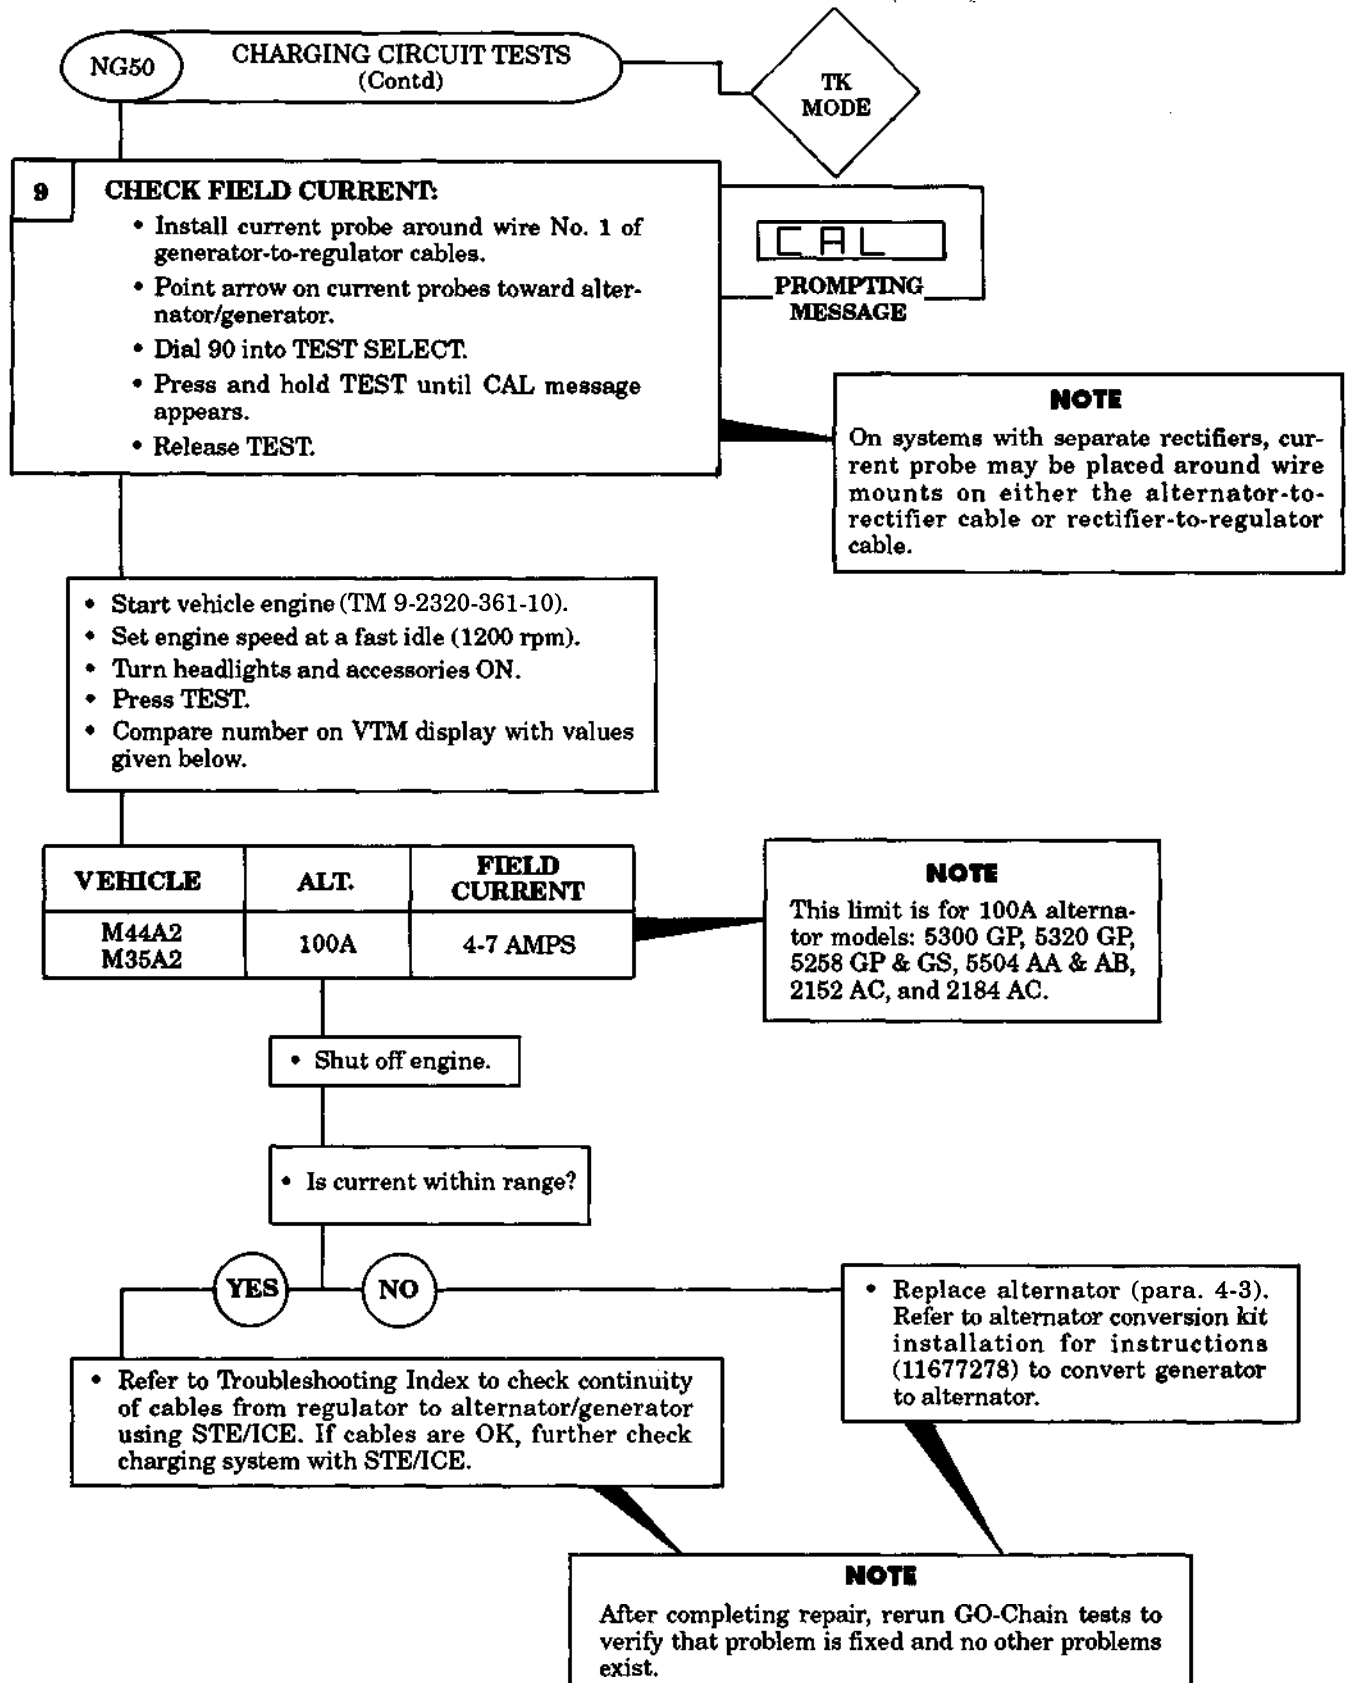 NG50
CHARGING CIRCUIT TESTS
(Contd)
TK
MODE
9
CHECK FIELD CURRENT:
• Install current probe around wire No. 1 of
generator-to-regulator cables.
• Point arrow on current probes toward alter-
nator/generator.
• Dial 90 into TEST SELECT.
• Press and hold TEST until CAL message
appears.
• Release TEST.
CAL
PROMPTING
MESSAGE
NOTE
On systems with separate rectifiers, cur-
rent probe may be placed around wire
mounts on either the alternator-to-
rectifier cable or rectifier-to-regulator
cable.
• Start vehicle engine (TM 9-2320-361-10).
• Set engine speed at a fast idle (1200 rpm).
• Turn headlights and accessories ON.
• Press TEST.
• Compare number on VTM display with values
given below.
VEHICLE
ALT.
FIELD
CURRENT
M44A2
M35A2
100A
4-7 AMPS
NOTE
This limit is for 100A alterna-
tor models: 5300 GP, 5320 GP,
5258 GP & GS, 5504 AA & AB,
2152 AC, and 2184 AC.
• Shut off engine.
• Is current within range?
YES
NO
• Replace alternator (para. 4-3).
Refer to alternator conversion kit
installation for instructions
(11677278) to convert generator
to alternator.
• Refer to Troubleshooting Index to check continuity
of cables from regulator to alternator/generator
using STE/ICE. If cables are OK, further check
charging system with STE/ICE.
NOTE
After completing repair, rerun GO-Chain tests to
verify that problem is fixed and no other problems
exist.